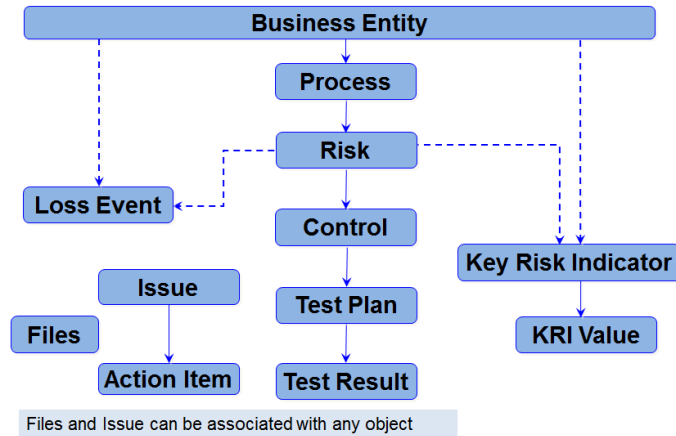 Business Entity
Process
Risk
Loss Event
Control
Key Risk Indicator
Issue
Test Plan
Files
KRI Value
Action Item
Test Result
Files and Issue can be associated with any object